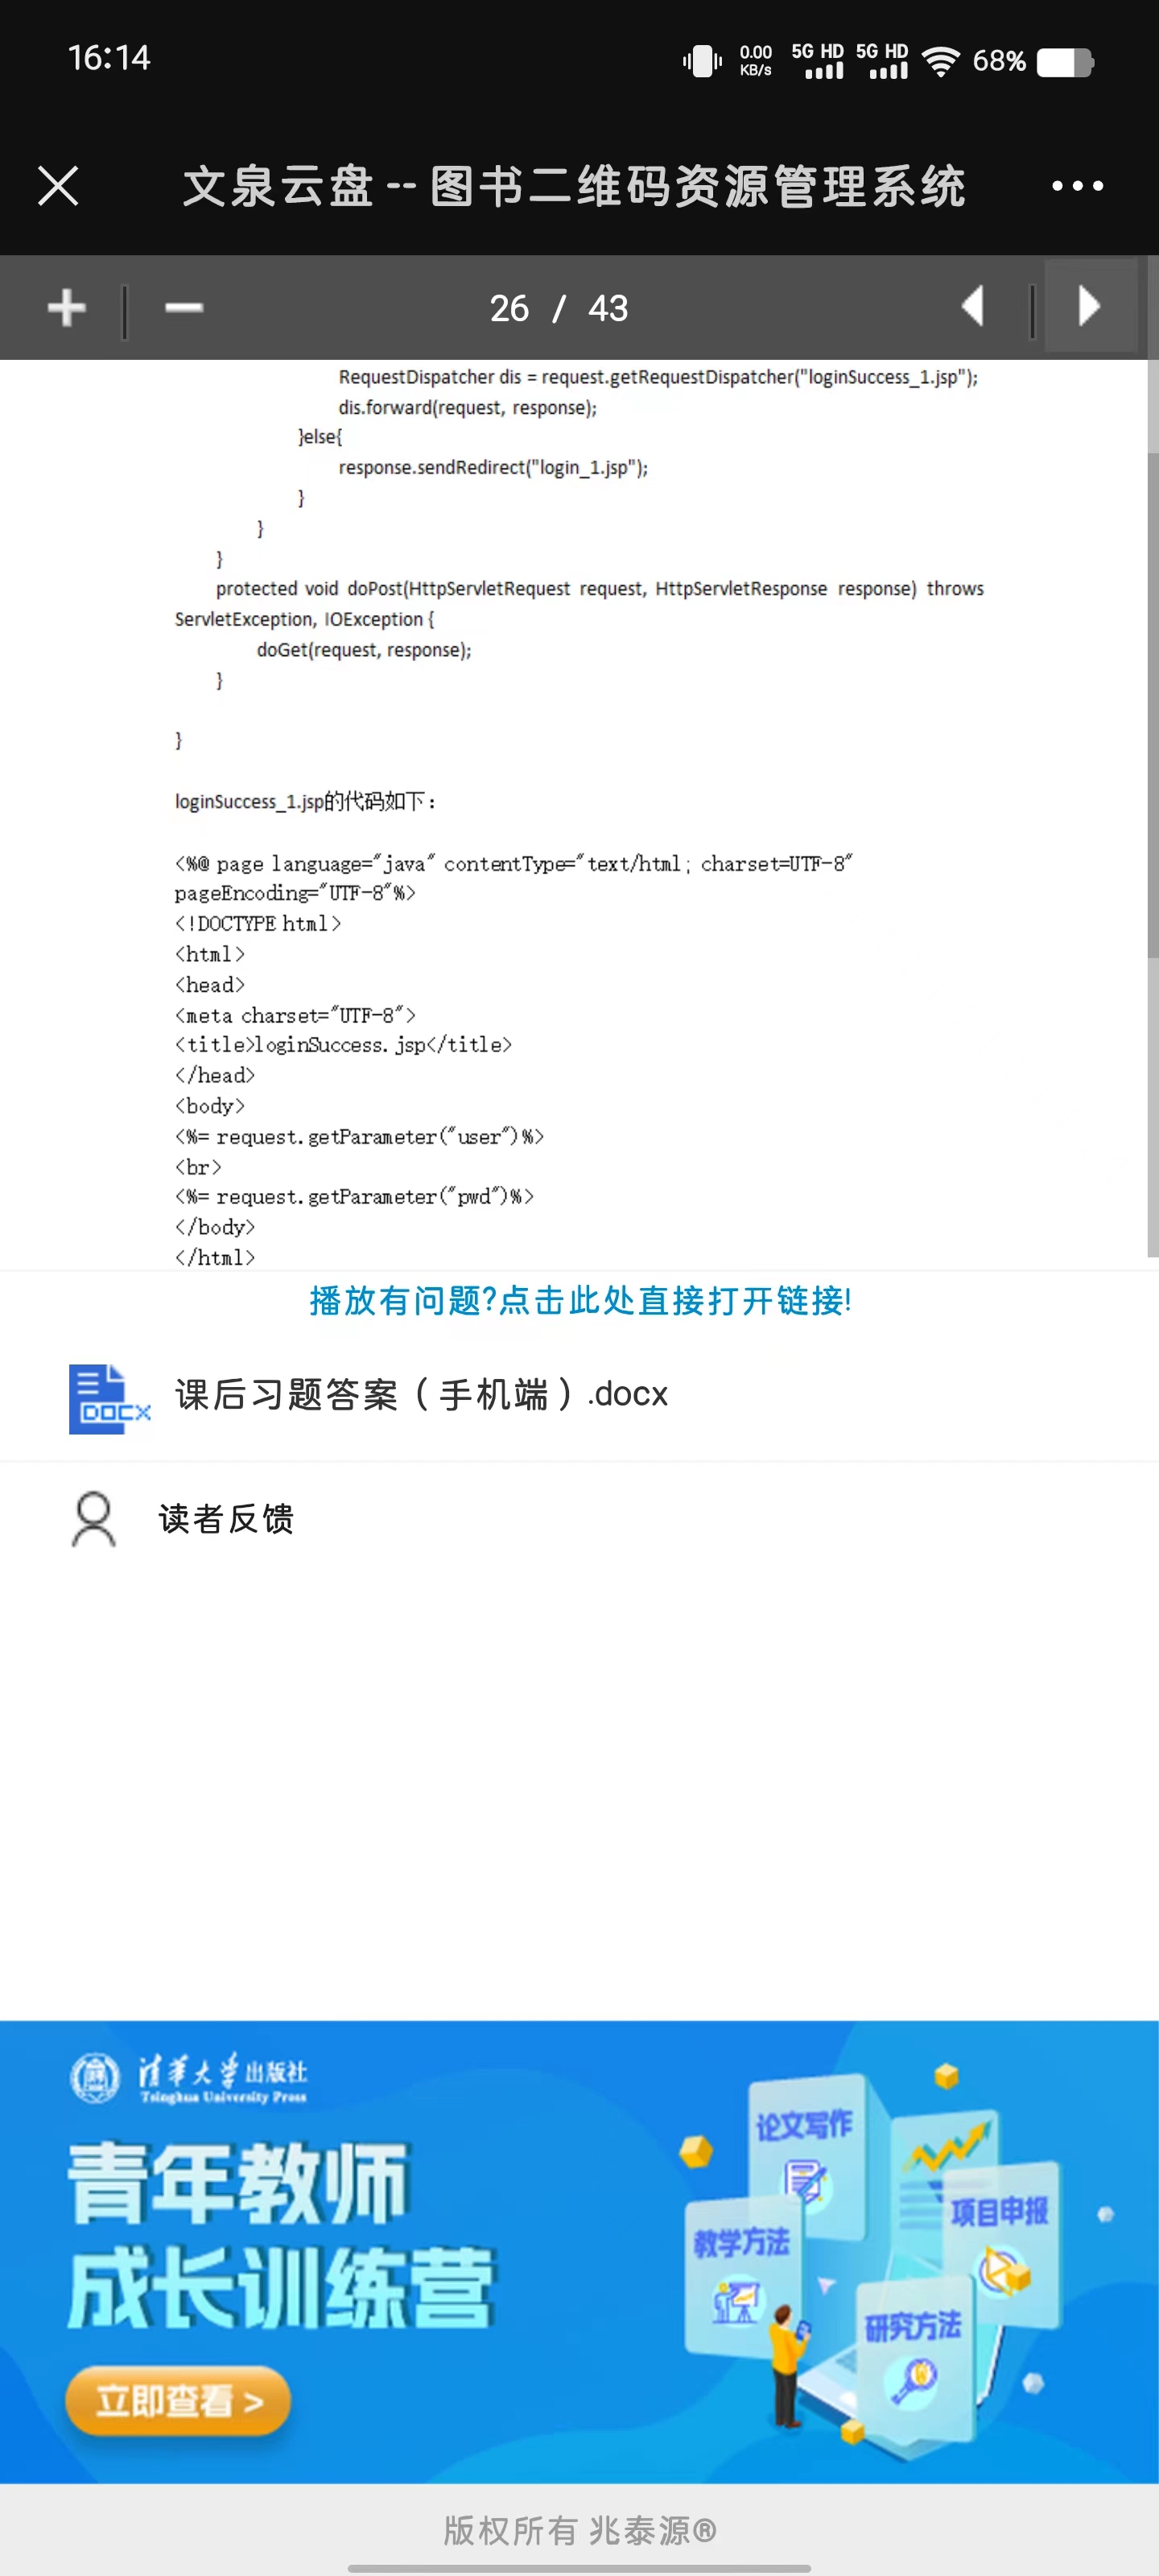 16:14
0.00
KB/s
5G HD 5G HD
68%
文泉云盘 -- 图书二维码资源管理系统
26 / 43
RequestDispatcher dis = request.getRequestDispatcher("loginSuccess_1.jsp");
dis.forward(request, response);
}else{
response.sendRedirect("login_1.jsp");
}
}
}
protected void doPost(HttpServletRequest request, HttpServletResponse response) throws
ServletException, IOException {
doGet(request, response);
}
}
loginSuccess_1.jsp的代码如下：
<%@ page language="java" contentType="text/html; charset=UTF-8"
pageEncoding="UTF-8"%>
<!DOCTYPE html>
<html>
<head>
<meta charset="UTF-8">
<title>loginSuccess.jsp</title>
</head>
<body>
<%= request.getParameter("user")%>
<br>
<%= request.getParameter("pwd")%>
</body>
</html>
播放有问题?点击此处直接打开链接!
DOCX
课后习题答案（手机端）.docx
读者反馈
清华大学出版社
Tsinghua University Press
青年教师
成长训练营
立即查看 >
论文写作
项目申报
教学方法
研究方法
版权所有 兆泰源®